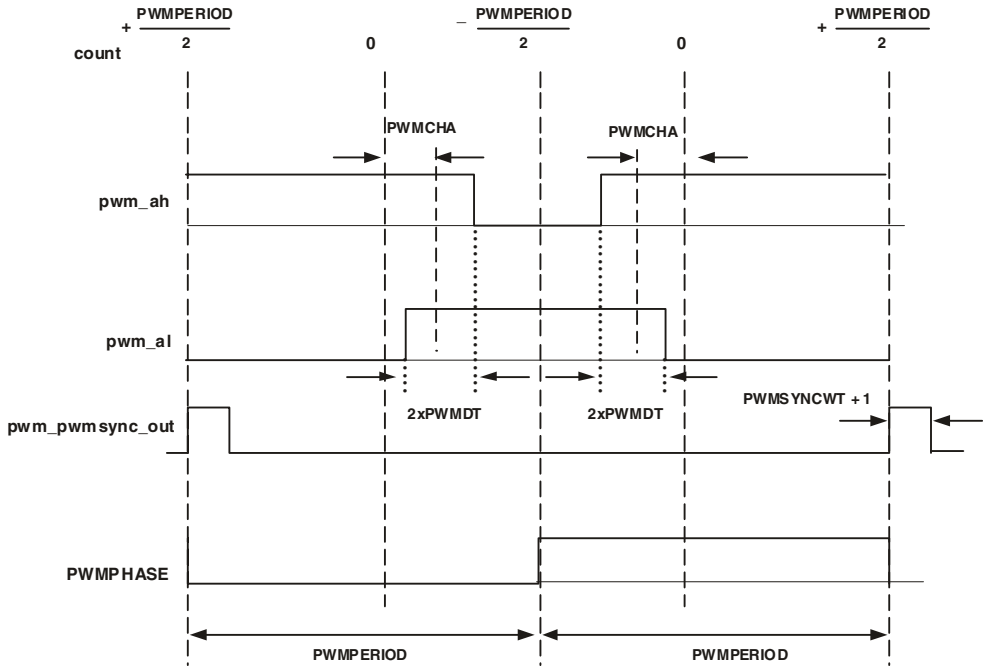 + PWMPERIOD
2
0
− PWMPERIOD
2
0
+ PWMPERIOD
2
count
PWMCHA
PWMCHA
pwm_ah
pwm_al
2xPWMDT
2xPWMDT
PWMSYNCWT + 1
pwm_pwmsync_out
PWMPHASE
PWMPERIOD
PWMPERIOD